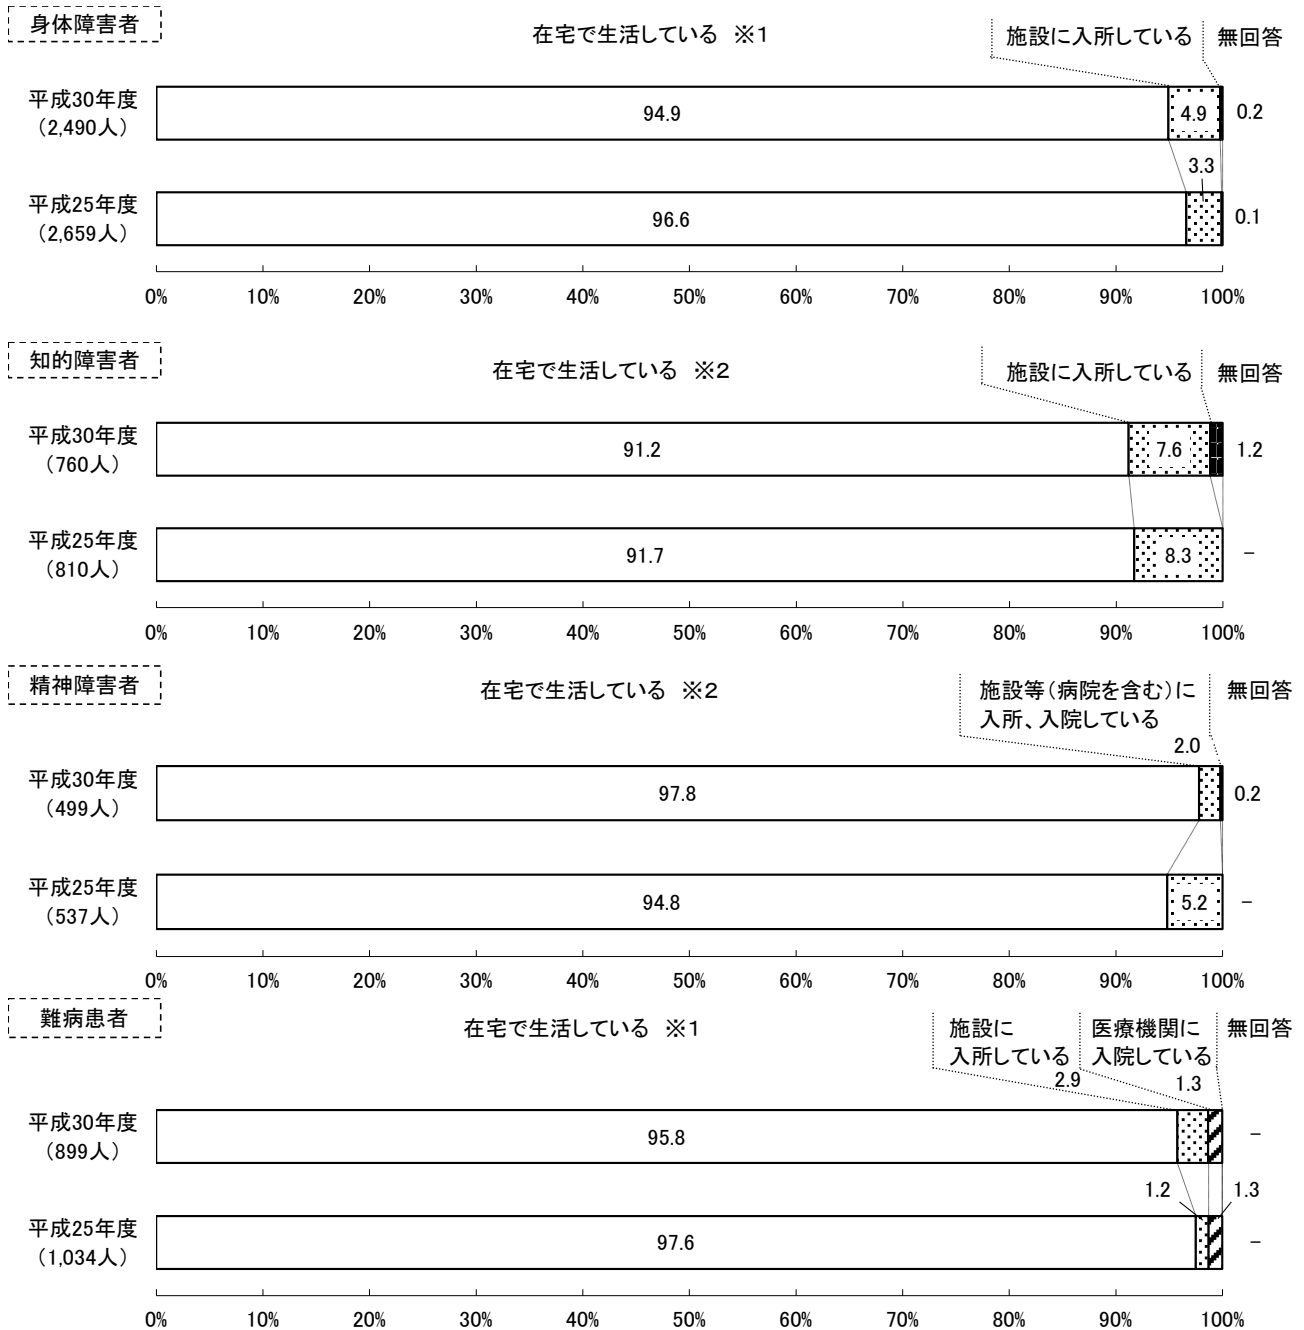 身体障害者
在宅で生活している ※1
施設に入所している
無回答
平成30年度
（2,490人）
94.9
4.9
0.2
3.3
平成25年度
（2,659人）
96.6
0.1
0% 10% 20% 30% 40% 50% 60% 70% 80% 90% 100%
知的障害者
在宅で生活している ※2
施設に入所している
無回答
平成30年度
（760人）
91.2
7.6
1.2
平成25年度
（810人）
91.7
8.3
－
0% 10% 20% 30% 40% 50% 60% 70% 80% 90% 100%
精神障害者
在宅で生活している ※2
施設等（病院を含む）に
入所、入院している
無回答
2.0
平成30年度
（499人）
97.8
0.2
平成25年度
（537人）
94.8
5.2
－
0% 10% 20% 30% 40% 50% 60% 70% 80% 90% 100%
難病患者
在宅で生活している ※1
施設に
入所している
医療機関に
入院している
無回答
2.9
1.3
平成30年度
（899人）
95.8
－
1.2
1.3
平成25年度
（1,034人）
97.6
－
0% 10% 20% 30% 40% 50% 60% 70% 80% 90% 100%